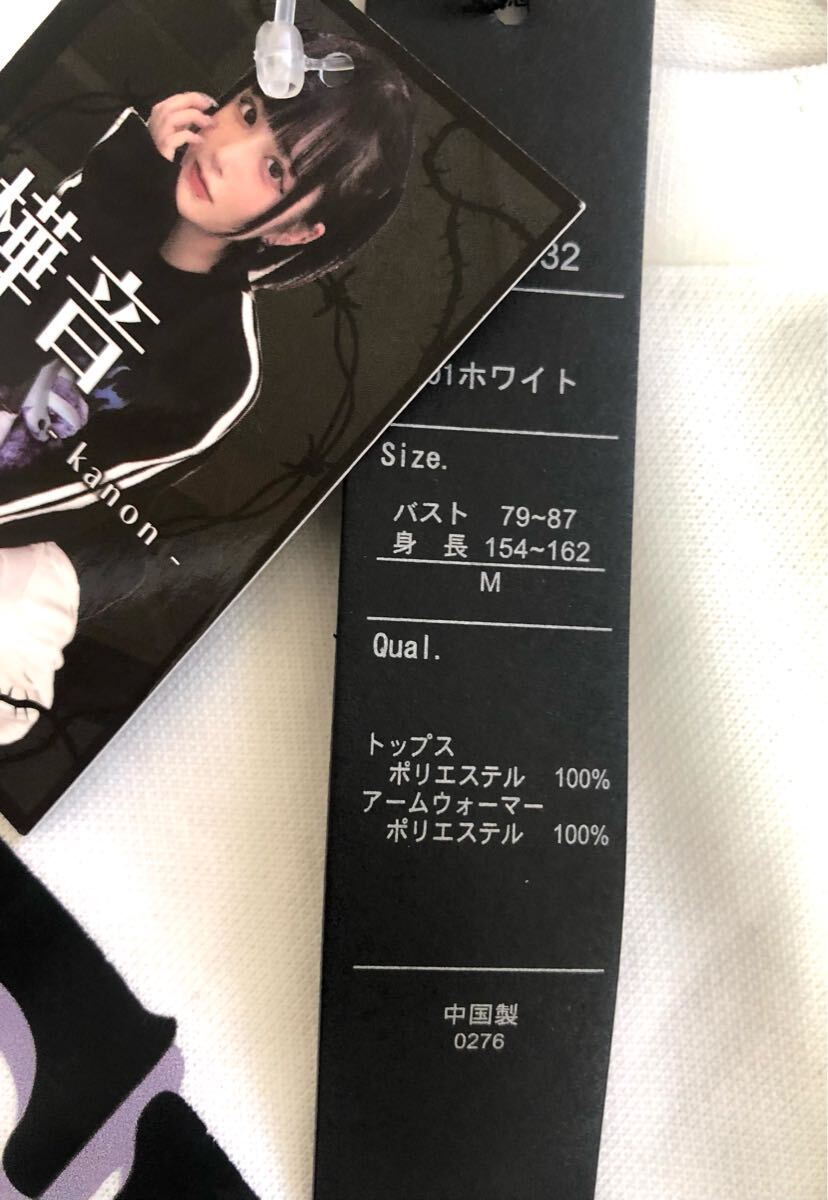 樺音
- kanon -
32
01ホワイト
Size.
バスト 79~87
身 長 154~162
M
Qual.
トップス
ポリエステル 100%
アームウォーマー
ポリエステル 100%
中国製
0276